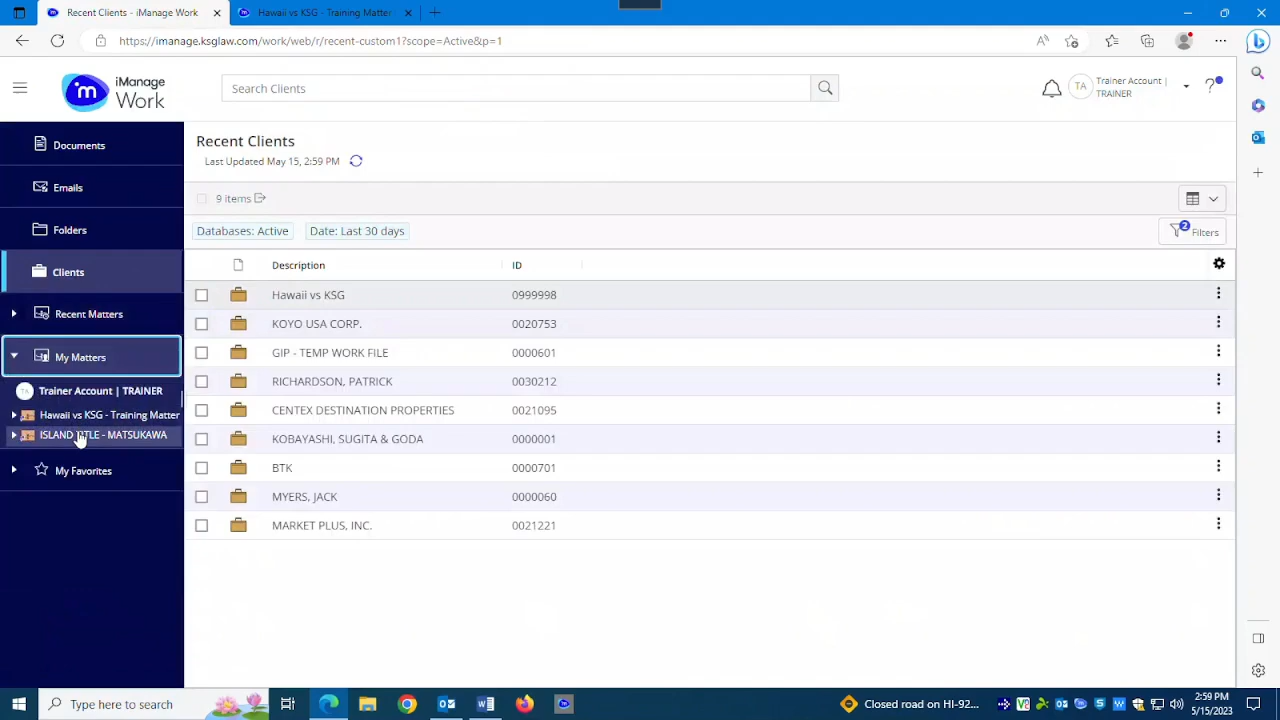 Recent Clients - iManage Work
Hawaii vs KSG - Training Matter
https://imanage.ksglaw.com/work/web/r/recent-custom1?scope=Active&p=1
iManage
Work
Search Clients
TA
Trainer Account |
TRAINER
Documents
Emails
Folders
Clients
Recent Matters
My Matters
TA
Trainer Account | TRAINER
Hawaii vs KSG - Training Matter
ISLAND TITLE - MATSUKAWA
My Favorites
Recent Clients
Last Updated May 15, 2:59 PM
9 items
Databases: Active
Date: Last 30 days
2
Filters
Description ID
Hawaii vs KSG 0999998
KOYO USA CORP. 0020753
GIP - TEMP WORK FILE 0000601
RICHARDSON, PATRICK 0030212
CENTEX DESTINATION PROPERTIES 0021095
KOBAYASHI, SUGITA & GODA 0000001
BTK 0000701
MYERS, JACK 0000060
MARKET PLUS, INC. 0021221
Type here to search
Closed road on HI-92...
2:59 PM
5/15/2023